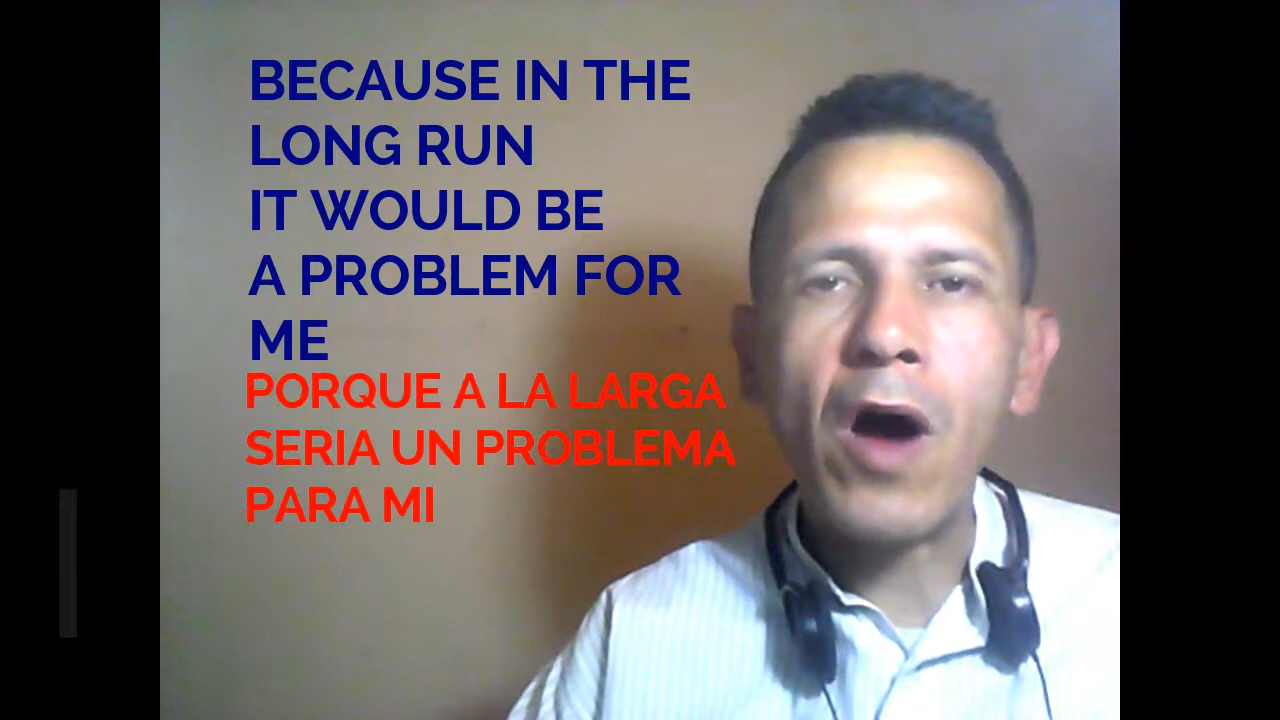 BECAUSE IN THE
LONG RUN
IT WOULD BE
A PROBLEM FOR
ME
PORQUE A LA LARGA
SERIA UN PROBLEMA
PARA MI